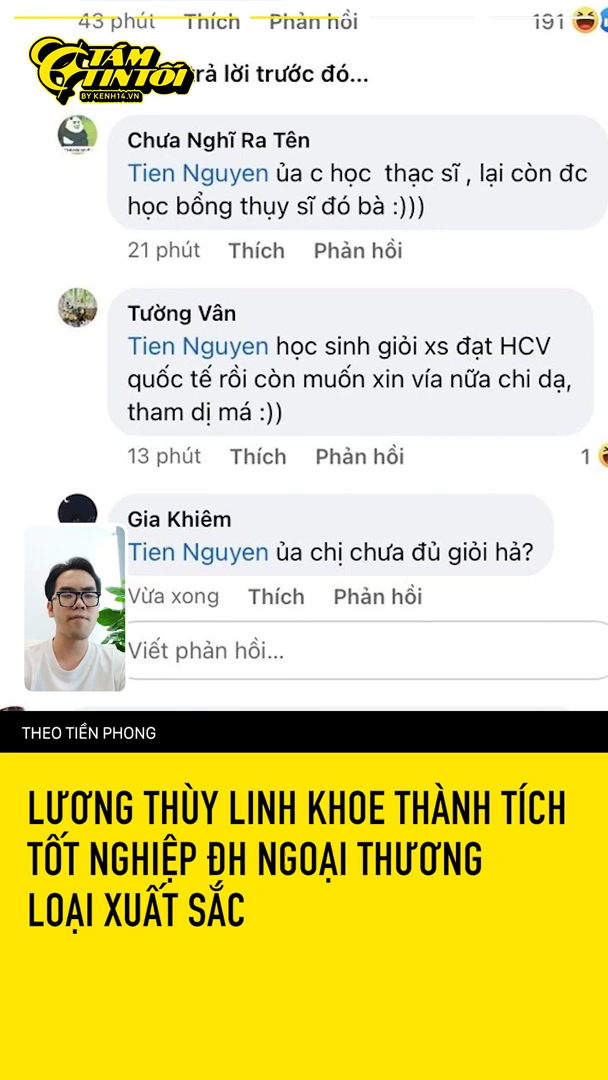 43 phút Thích Phản hồi 191
TÁM
TINTỐI
BY KENH14.VN
trả lời trước đó...
Chưa Nghĩ Ra Tên
Tien Nguyen ủa c học thạc sĩ , lại còn đc
học bổng thụy sĩ đó bà :)))
21 phút Thích Phản hồi
Tường Vân
Tien Nguyen học sinh giỏi xs đạt HCV
quốc tế rồi còn muốn xin vía nữa chi dạ,
tham dị má :))
13 phút Thích Phản hồi 1
Gia Khiêm
Tien Nguyen ủa chị chưa đủ giỏi hả?
Vừa xong Thích Phản hồi
Viết phản hồi...
THEO TIỀN PHONG
LƯƠNG THÙY LINH KHOE THÀNH TÍCH
TỐT NGHIỆP ĐH NGOẠI THƯƠNG
LOẠI XUẤT SẮC